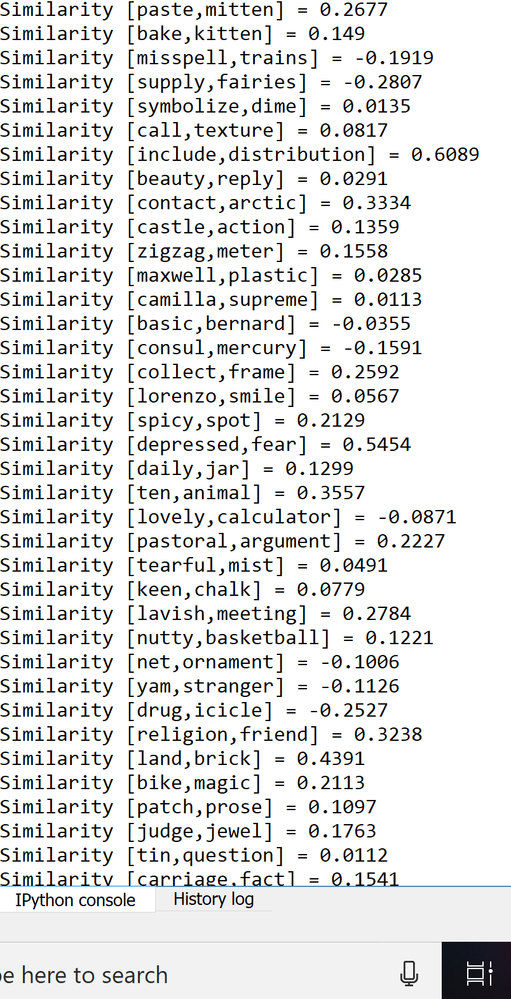 Similarity [paste,mitten] = 0.2677
Similarity [bake,kitten] = 0.149
Similarity [misspell,trains] = -0.1919
Similarity [supply,fairies] = -0.2807
Similarity [symbolize,dime] = 0.0135
Similarity [call,texture] = 0.0817
Similarity [include,distribution] = 0.6089
Similarity [beauty,reply] = 0.0291
Similarity [contact,arctic] = 0.3334
Similarity [castle,action] = 0.1359
Similarity [zigzag,meter] = 0.1558
Similarity [maxwell,plastic] = 0.0285
Similarity [camilla,supreme] = 0.0113
Similarity [basic,bernard] = -0.0355
Similarity [consul,mercury] = -0.1591
Similarity [collect,frame] = 0.2592
Similarity [lorenzo,smile] = 0.0567
Similarity [spicy,spot] = 0.2129
Similarity [depressed,fear] = 0.5454
Similarity [daily,jar] = 0.1299
Similarity [ten,animal] = 0.3557
Similarity [lovely,calculator] = -0.0871
Similarity [pastoral,argument] = 0.2227
Similarity [tearful,mist] = 0.0491
Similarity [keen,chalk] = 0.0779
Similarity [lavish,meeting] = 0.2784
Similarity [nutty,basketball] = 0.1221
Similarity [net,ornament] = -0.1006
Similarity [yam,stranger] = -0.1126
Similarity [drug,icicle] = -0.2527
Similarity [religion,friend] = 0.3238
Similarity [land,brick] = 0.4391
Similarity [bike,magic] = 0.2113
Similarity [patch,prose] = 0.1097
Similarity [judge,jewel] = 0.1763
Similarity [tin,question] = 0.0112
Similarity [carriage,fact] = 0.1541
IPython console History log
e here to search